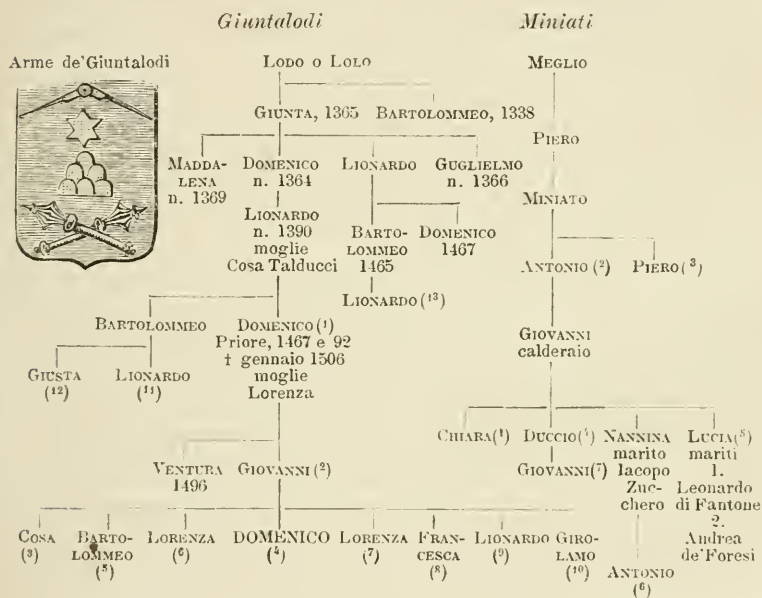 Giuntalodi Miniati
Arme de'Giuntalodi LODO O LOLO MEGLIO
GIUNTA, 1365 BARTOLOMMEO, 1338
PIERO
MADDA- DOMENICO LIONARDO GUGLIELMO
LENA n. 1364 n. 1366
n. 1369
MINIATO
LIONARDO
n. 1390 BARTO- DOMENICO
moglie LOMMEO 1467
Cosa Talducci 1465
ANTONIO (2) PIERO (3)
LIONARDO (13)
BARTOLOMMEO DOMENICO (1)
Priore, 1467 e 92
GIOVANNI
calderaio
† gennaio 1506
GIUSTA LIONARDO moglie
(12) (11) Lorenza
CHIARA (1) DUCCIO (4) NANNINA LUCIA (5)
marito mariti
VENTURA GIOVANNI (2) GIOVANNI (7) Iacopo 1.
1496 Zuc- Leonardo
chero di Fantone
2.
COSA BARTO- LORENZA DOMENICO LORENZA FRAN- LIONARDO GIRO- Andrea
(3) LOMMEO (6) (4) (7) CESCA (9) LAMO de'Foresi
(5) (8) (10) ANTONIO
(6)